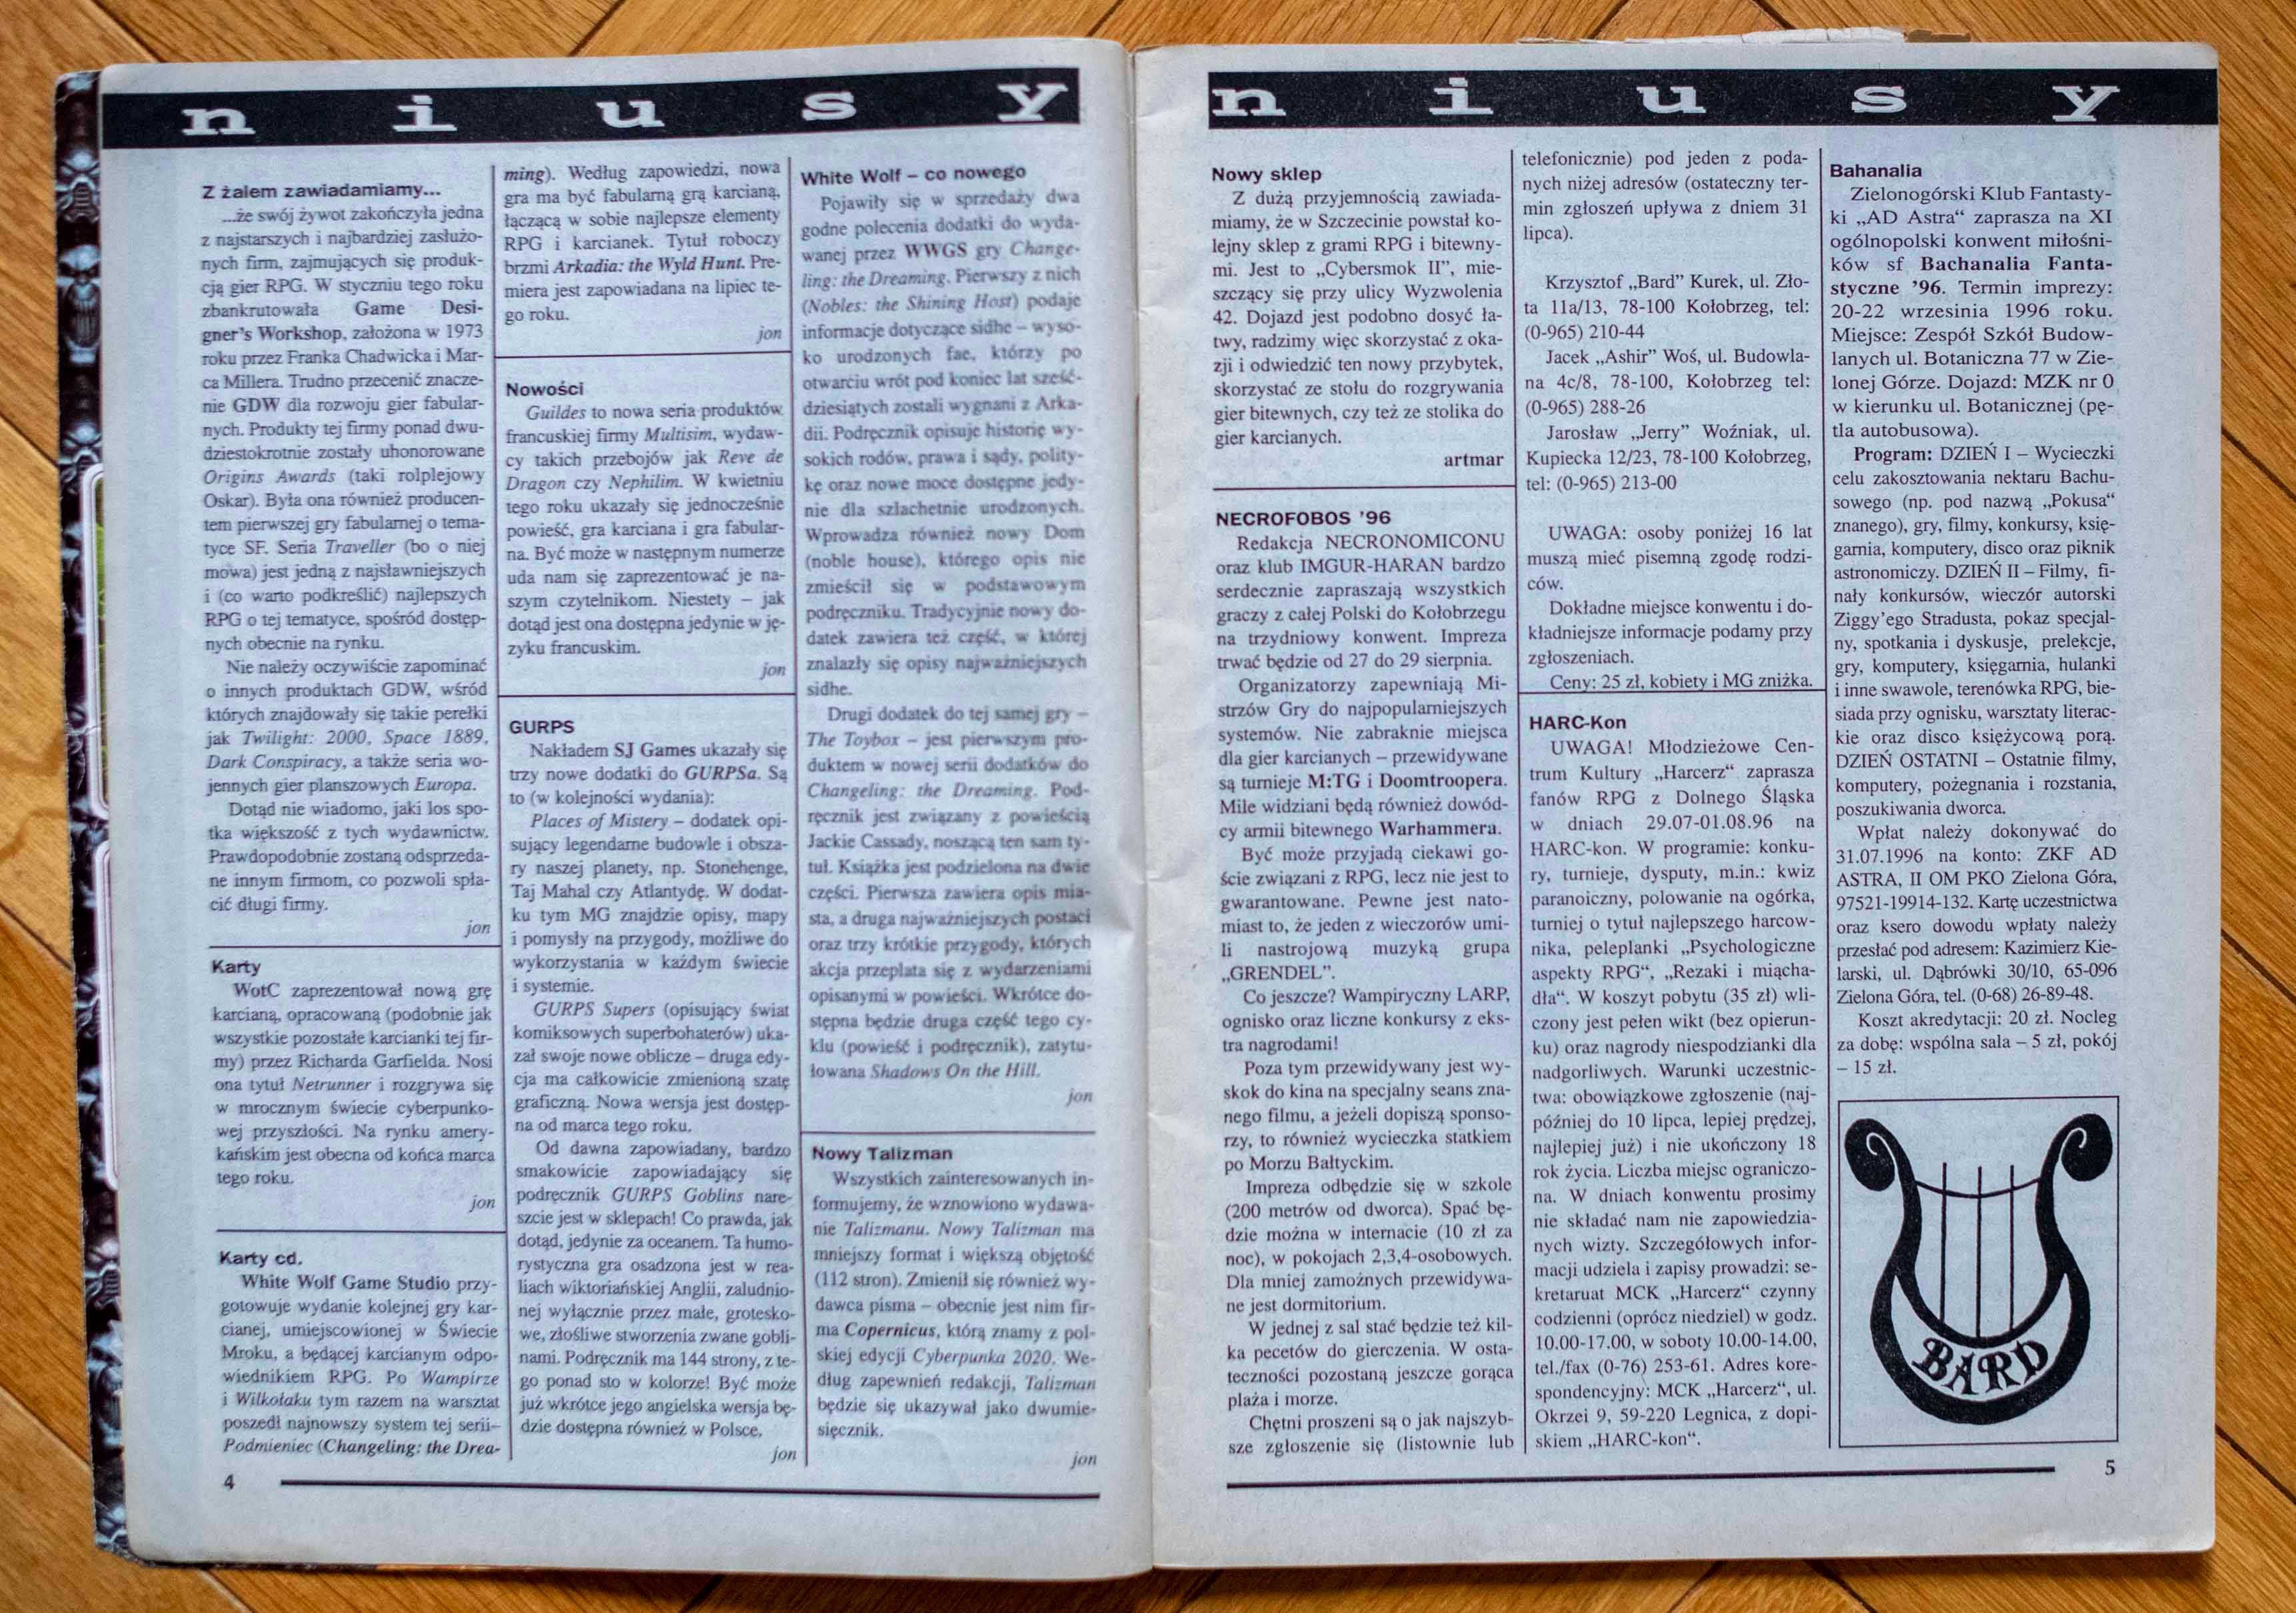 niusy
Z żalem zawiadamiamy...
...że swój żywot zakończyła jedna
z najstarszych i najbardziej zasłużo-
nych firm, zajmujących się produk-
cją gier RPG. W styczniu tego roku
zbankrutowała Game Desi-
gner's Workshop, założona w 1973
roku przez Franka Chadwicka i Mar-
ca Millera. Trudno przecenić znacze-
nie GDW dla rozwoju gier fabular-
nych. Produkty tej firmy ponad dwu-
dziestokrotnie zostały uhonorowane
Origins Awards (taki rolplejowy
Oskar). Była ona również producen-
tem pierwszej gry fabularnej o tema-
tyce SF. Seria Traveller (bo o niej
mowa) jest jedną z najsławniejszych
i (co warto podkreślić) najlepszych
RPG o tej tematyce, spośród dostęp-
nych obecnie na rynku.
Nie należy oczywiście zapominać
o innych produktach GDW, wśród
których znajdowały się takie perełki
jak Twilight: 2000, Space 1889,
Dark Conspiracy, a także seria wo-
jennych gier planszowych Europa.
Dotąd nie wiadomo, jaki los spo-
tka większość z tych wydawnictw.
Prawdopodobnie zostaną odsprzeda-
ne innym firmom, co pozwoli spła-
cić długi firmy.
jon
Karty
WotC zaprezentował nową grę
karcianą, opracowaną (podobnie jak
wszystkie pozostałe karcianki tej fir-
my) przez Richarda Garfielda. Nosi
ona tytuł Netrunner i rozgrywa się
w mrocznym świecie cyberpunko-
wej przyszłości. Na rynku amery-
kańskim jest obecna od końca marca
tego roku.
jon
Karty cd.
White Wolf Game Studio przy-
gotowuje wydanie kolejnej gry kar-
cianej, umiejscowionej w Świecie
Mroku, a będącej karcianym odpo-
wiednikiem RPG. Po Wampirze
i Wilkołaku tym razem na warsztat
poszedł najnowszy system tej serii–
Podmieniec (Changeling: the Drea-
ming). Według zapowiedzi, nowa
gra ma być fabularną grą karcianą,
łączącą w sobie najlepsze elementy
RPG i karcianek. Tytuł roboczy
brzmi Arkadia: the Wyld Hunt. Pre-
miera jest zapowiadana na lipiec te-
go roku.
jon
Nowości
Guildes to nowa seria produktów
francuskiej firmy Multisim, wydaw-
cy takich przebojów jak Reve de
Dragon czy Nephilim. W kwietniu
tego roku ukazały się jednocześnie
powieść, gra karciana i gra fabular-
na. Być może w następnym numerze
uda nam się zaprezentować je na-
szym czytelnikom. Niestety – jak
dotąd jest ona dostępna jedynie w ję-
zyku francuskim.
jon
GURPS
Nakładem SJ Games ukazały się
trzy nowe dodatki do GURPSa. Są
to (w kolejności wydania):
Places of Mistery – dodatek opi-
sujący legendarne budowle i obsza-
ry naszej planety, np. Stonehenge,
Taj Mahal czy Atlantydę. W dodat-
ku tym MG znajdzie opisy, mapy
i pomysły na przygody, możliwe do
wykorzystania w każdym świecie
i systemie.
GURPS Supers (opisujący świat
komiksowych superbohaterów) uka-
zał swoje nowe oblicze – druga edy-
cja ma całkowicie zmienioną szatę
graficzną. Nowa wersja jest dostęp-
na od marca tego roku.
Od dawna zapowiadany, bardzo
smakowicie zapowiadający się
podręcznik GURPS Goblins nare-
szcie jest w sklepach! Co prawda, jak
dotąd, jedynie za oceanem. Ta humo-
rystyczna gra osadzona jest w rea-
liach wiktoriańskiej Anglii, zaludnio-
nej wyłącznie przez małe, grotesko-
we, złośliwe stworzenia zwane gobli-
nami. Podręcznik ma 144 strony, z te-
go ponad sto w kolorze! Być może
już wkrótce jego angielska wersja bę-
dzie dostępna również w Polsce.
jon
White Wolf – co nowego
Pojawiły się w sprzedaży dwa
godne polecenia dodatki do wyda-
wanej przez WWGS gry Change-
ling: the Dreaming. Pierwszy z nich
(Nobles: the Shining Host) podaje
informacje dotyczące sidhe – wyso-
ko urodzonych fae, którzy po
otwarciu wrót pod koniec lat sześć-
dziesiątych zostali wygnani z Arka-
dii. Podręcznik opisuje historię wy-
sokich rodów, prawa i sądy, polity-
kę oraz nowe moce dostępne jedy-
nie dla szlachetnie urodzonych.
Wprowadza również nowy Dom
(noble house), którego opis nie
zmieścił się w podstawowym
podręczniku. Tradycyjnie nowy do-
datek zawiera też część, w której
znalazły się opisy najważniejszych
sidhe.
Drugi dodatek do tej samej gry –
The Toybox – jest pierwszym pro-
duktem w nowej serii dodatków do
Changeling: the Dreaming. Pod-
ręcznik jest związany z powieścią
Jackie Cassady, noszącą ten sam ty-
tuł. Książka jest podzielona na dwie
części. Pierwsza zawiera opis mia-
sta, a druga najważniejszych postaci
oraz trzy krótkie przygody, których
akcja przeplata się z wydarzeniami
opisanymi w powieści. Wkrótce do-
stępna będzie druga część tego cy-
klu (powieść i podręcznik), zatytu-
łowana Shadows On the Hill.
jon
Nowy Talizman
Wszystkich zainteresowanych in-
formujemy, że wznowiono wydawa-
nie Talizmanu. Nowy Talizman ma
mniejszy format i większą objętość
(112 stron). Zmienił się również wy-
dawca pisma – obecnie jest nim fir-
ma Copernicus, którą znamy z pol-
skiej edycji Cyberpunka 2020. We-
dług zapewnień redakcji, Talizman
będzie się ukazywał jako dwumie-
sięcznik.
jon
4
niusy
Nowy sklep
Z dużą przyjemnością zawiada-
miamy, że w Szczecinie powstał ko-
lejny sklep z grami RPG i bitewny-
mi. Jest to „Cybersmok II", mie-
szczący się przy ulicy Wyzwolenia
42. Dojazd jest podobno dosyć ła-
twy, radzimy więc skorzystać z oka-
zji i odwiedzić ten nowy przybytek,
skorzystać ze stołu do rozgrywania
gier bitewnych, czy też ze stolika do
gier karcianych.
artmar
NECROFOBOS '96
Redakcja NECRONOMICONU
oraz klub IMGUR-HARAN bardzo
serdecznie zapraszają wszystkich
graczy z całej Polski do Kołobrzegu
na trzydniowy konwent. Impreza
trwać będzie od 27 do 29 sierpnia.
Organizatorzy zapewniają Mi-
strzów Gry do najpopularniejszych
systemów. Nie zabraknie miejsca
dla gier karcianych – przewidywane
są turnieje M:TG i Doomtroopera.
Mile widziani będą również dowód-
cy armii bitewnego Warhammera.
Być może przyjadą ciekawi go-
ście związani z RPG, lecz nie jest to
gwarantowane. Pewne jest nato-
miast to, że jeden z wieczorów umi-
li nastrojową muzyką grupa
„GRENDEL".
Co jeszcze? Wampiryczny LARP,
ognisko oraz liczne konkursy z eks-
tra nagrodami!
Poza tym przewidywany jest wy-
skok do kina na specjalny seans zna-
nego filmu, a jeżeli dopiszą sponso-
rzy, to również wycieczka statkiem
po Morzu Bałtyckim.
Impreza odbędzie się w szkole
(200 metrów od dworca). Spać bę-
dzie można w internacie (10 zł za
noc), w pokojach 2,3,4-osobowych.
Dla mniej zamożnych przewidywa-
ne jest dormitorium.
W jednej z sal stać będzie też kil-
ka pecetów do gierczenia. W osta-
teczności pozostaną jeszcze gorąca
plaża i morze.
Chętni proszeni są o jak najszyb-
sze zgłoszenie się (listownie lub
telefonicznie) pod jeden z poda-
nych niżej adresów (ostateczny ter-
min zgłoszeń upływa z dniem 31
lipca).
Krzysztof „Bard" Kurek, ul. Zło-
ta 11a/13, 78-100 Kołobrzeg, tel:
(0-965) 210-44
Jacek „Ashir" Woś, ul. Budowla-
na 4c/8, 78-100, Kołobrzeg tel:
(0-965) 288-26
Jarosław „Jerry" Woźniak, ul.
Kupiecka 12/23, 78-100 Kołobrzeg,
tel: (0-965) 213-00
UWAGA: osoby poniżej 16 lat
muszą mieć pisemną zgodę rodzi-
ców.
Dokładne miejsce konwentu i do-
kładniejsze informacje podamy przy
zgłoszeniach.
Ceny: 25 zł, kobiety i MG zniżka.
HARC-Kon
UWAGA! Młodzieżowe Cen-
trum Kultury „Harcerz" zaprasza
fanów RPG z Dolnego Śląska
w dniach 29.07-01.08.96 na
HARC-kon. W programie: konku-
ry, turnieje, dysputy, m.in.: kwiz
paranoiczny, polowanie na ogórka,
turniej o tytuł najlepszego harcow-
nika, peleplanki „Psychologiczne
aspekty RPG", „Rezaki i miącha-
dła". W koszyt pobytu (35 zł) wli-
czony jest pełen wikt (bez opierun-
ku) oraz nagrody niespodzianki dla
nadgorliwych. Warunki uczestnic-
twa: obowiązkowe zgłoszenie (naj-
później do 10 lipca, lepiej prędzej,
najlepiej już) i nie ukończony 18
rok życia. Liczba miejsc ograniczo-
na. W dniach konwentu prosimy
nie składać nam nie zapowiedzia-
nych wizty. Szczegółowych infor-
macji udziela i zapisy prowadzi: se-
kretaruat MCK „Harcerz" czynny
codzienni (oprócz niedziel) w godz.
10.00-17.00, w soboty 10.00-14.00,
tel./fax (0-76) 253-61. Adres kore-
spondencyjny: MCK „Harcerz", ul.
Okrzei 9, 59-220 Legnica, z dopi-
skiem „HARC-kon".
Bahanalia
Zielonogórski Klub Fantasty-
ki „AD Astra" zaprasza na XI
ogólnopolski konwent miłośni-
ków sf Bachanalia Fanta-
styczne '96. Termin imprezy:
20-22 wrzesinia 1996 roku.
Miejsce: Zespół Szkół Budow-
lanych ul. Botaniczna 77 w Zie-
lonej Górze. Dojazd: MZK nr 0
w kierunku ul. Botanicznej (pę-
tla autobusowa).
Program: DZIEŃ I – Wycieczki
celu zakosztowania nektaru Bachu-
sowego (np. pod nazwą „Pokusa"
znanego), gry, filmy, konkursy, księ-
garnia, komputery, disco oraz piknik
astronomiczy. DZIEŃ II – Filmy, fi-
nały konkursów, wieczór autorski
Ziggy'ego Stradusta, pokaz specjal-
ny, spotkania i dyskusje, prelekcje,
gry, komputery, księgarnia, hulanki
i inne swawole, terenówka RPG, bie-
siada przy ognisku, warsztaty literac-
kie oraz disco księżycową porą.
DZIEŃ OSTATNI – Ostatnie filmy,
komputery, pożegnania i rozstania,
poszukiwania dworca.
Wpłat należy dokonywać do
31.07.1996 na konto: ZKF AD
ASTRA, II OM PKO Zielona Góra,
97521-19914-132. Kartę uczestnictwa
oraz ksero dowodu wpłaty należy
przesłać pod adresem: Kazimierz Kie-
larski, ul. Dąbrówki 30/10, 65-096
Zielona Góra, tel. (0-68) 26-89-48.
Koszt akredytacji: 20 zł. Nocleg
za dobę: wspólna sala – 5 zł, pokój
– 15 zł.
BARD
5